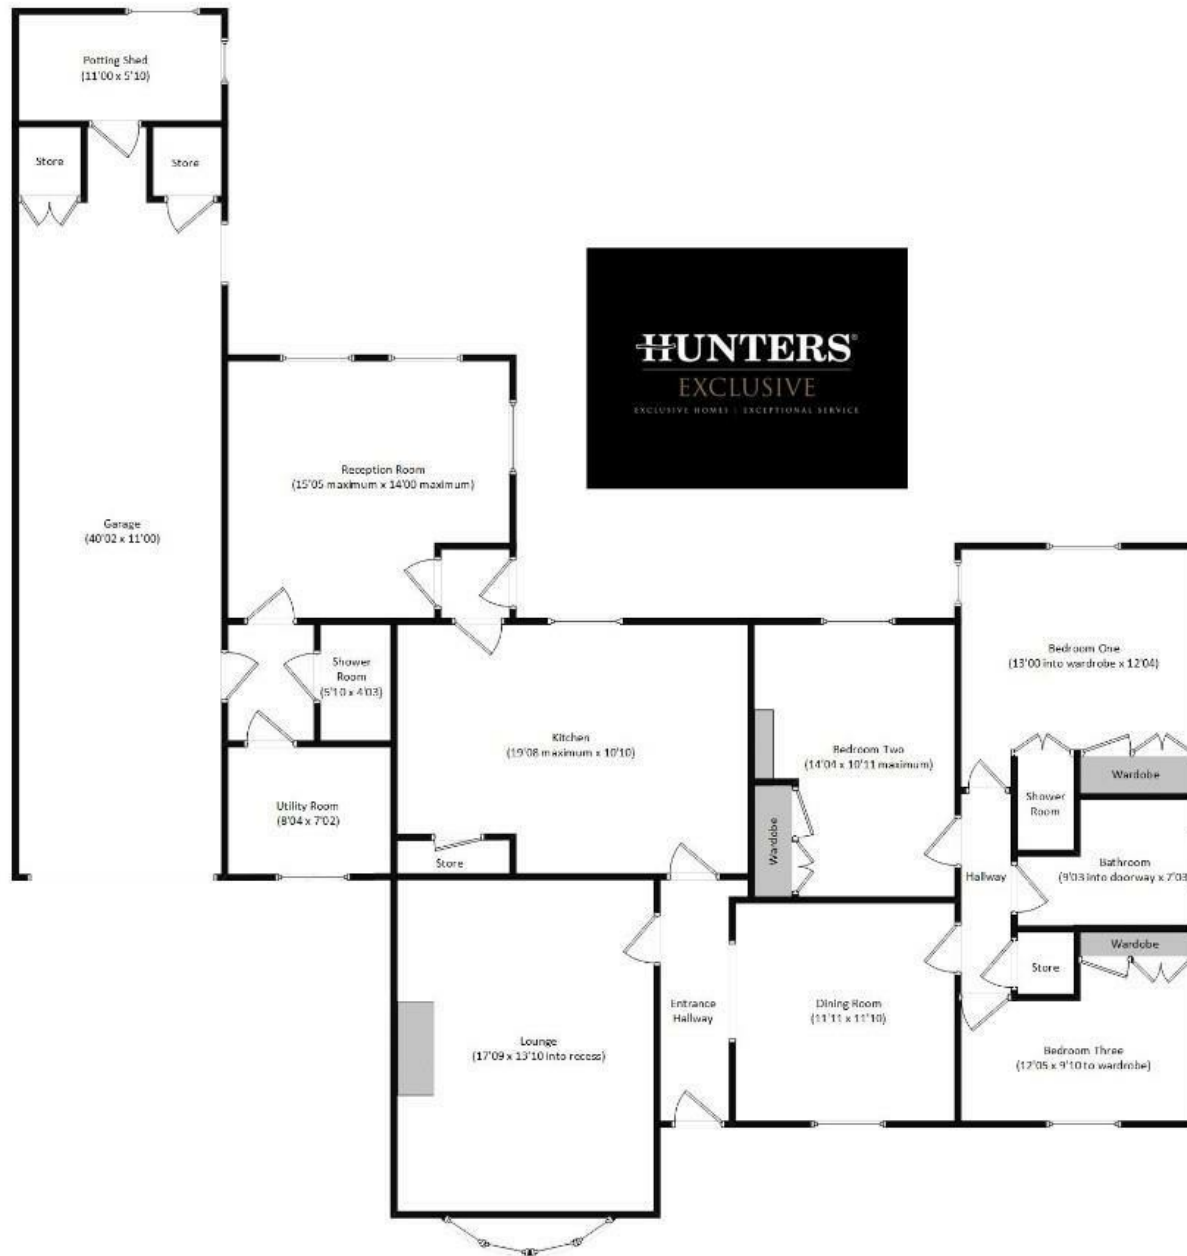 Potting Shed
(11'00 x 5'10)
Store
Store
HUNTERS®
EXCLUSIVE
EXCLUSIVE HOMES | EXCEPTIONAL SERVICE
Reception Room
(15'05 maximum x 14'00 maximum)
Garage
(40'02 x 11'00)
Bedroom One
(13'00 into wardrobe x 12'04)
Shower
Room
(5'10 x 4'03)
Kitchen
(19'08 maximum x 10'10)
Bedroom Two
(14'04 x 10'11 maximum)
Wardobe
Shower
Room
Utility Room
(8'04 x 7'02)
Store
Wardobe
Hallway
Bathroom
(9'03 into doorway x 7'03
Wardobe
Store
Entrance
Hallway
Dining Room
(11'11 x 11'10)
Lounge
(17'09 x 13'10 into recess)
Bedroom Three
(12'05 x 9'10 to wardrobe)